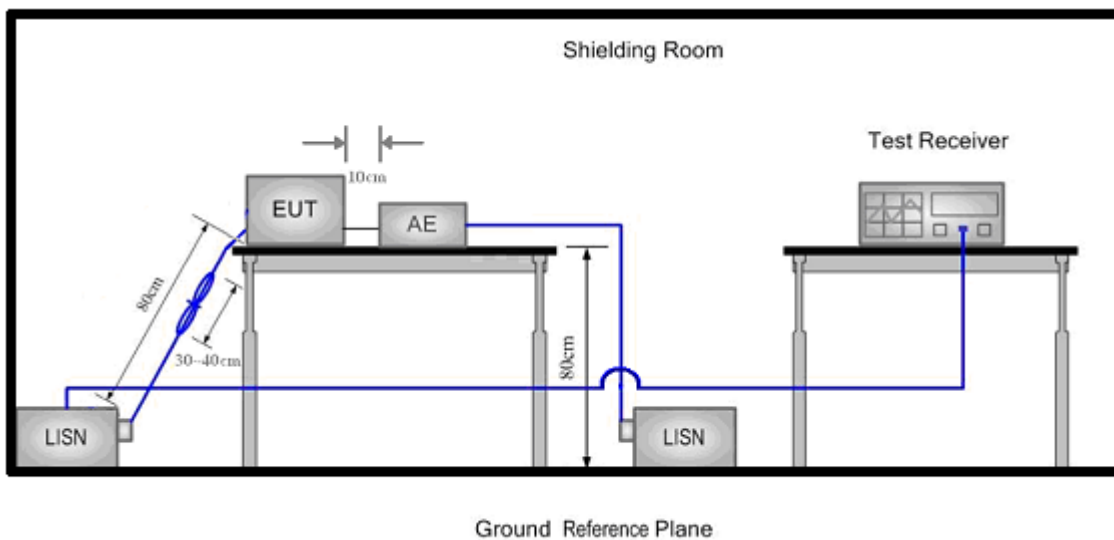 Shielding Room
Test Receiver
10cm
EUT
AE
80cm
30--40cm
80cm
LISN
LISN
Ground Reference Plane